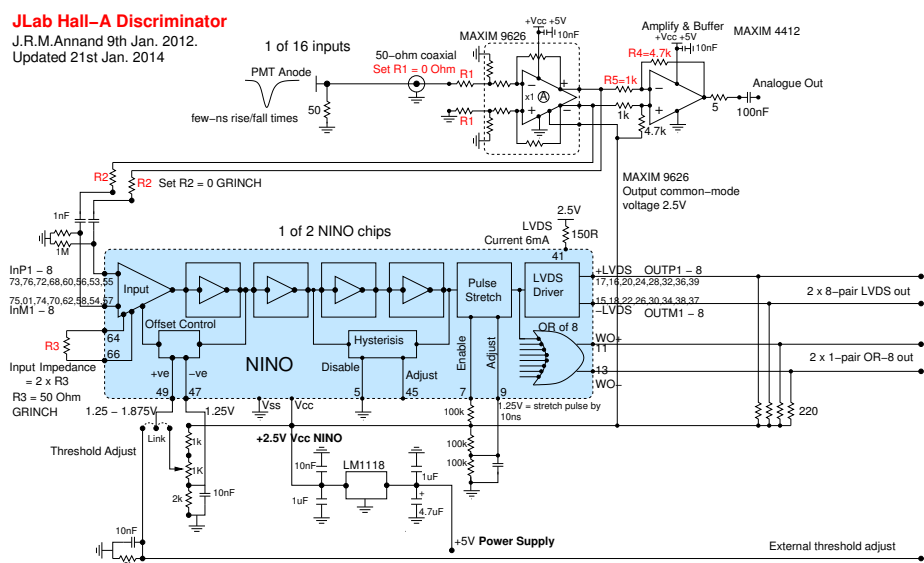 JLab Hall−A Discriminator
J.R.M.Annand 9th Jan. 2012.
Updated 21st Jan. 2014
1 of 16 inputs
PMT Anode
50
few−ns rise/fall times
50−ohm coaxial
Set R1 = 0 Ohm
R1
R1
MAXIM 9626
+Vcc +5V
10nF
x1
A
−
+
+
−
Amplify & Buffer
+Vcc +5V
10nF
MAXIM 4412
R4=4.7k
R5=1k
1k
4.7k
−
+
5
100nF
Analogue Out
R2
R2
Set R2 = 0 GRINCH
MAXIM 9626
Output common−mode
voltage 2.5V
1nF
1M
1 of 2 NINO chips
2.5V
LVDS
Current 6mA
150R
41
InP1 − 8
73,76,72,68,60,56,53,55
75,01,74,70,62,58,54,57
InM1 − 8
Input
Pulse
Stretch
LVDS
Driver
+LVDS
OUTP1 − 8
17,16,20,24,28,32,36,39
15,18,22,26,30,34,38,37
−LVDS
OUTM1 − 8
2 x 8−pair LVDS out
R3
64
66
Offset Control
+ve
−ve
NINO
Hysterisis
Disable
Adjust
Enable
Adjust
OR of 8
WO+
11
13
WO−
2 x 1−pair OR−8 out
Input Impedance
= 2 x R3
R3 = 50 Ohm
GRINCH
49
47
Vss
Vcc
5
45
7
9
1.25 − 1.875V
1.25V
1.25V = stretch pulse by
10ns
220
Threshold Adjust
Link
1k
1K
2k
10nF
+2.5V Vcc NINO
10nF
1uF
LM1118
1uF
+
4.7uF
100k
100k
100k
+5V Power Supply
10nF
External threshold adjust